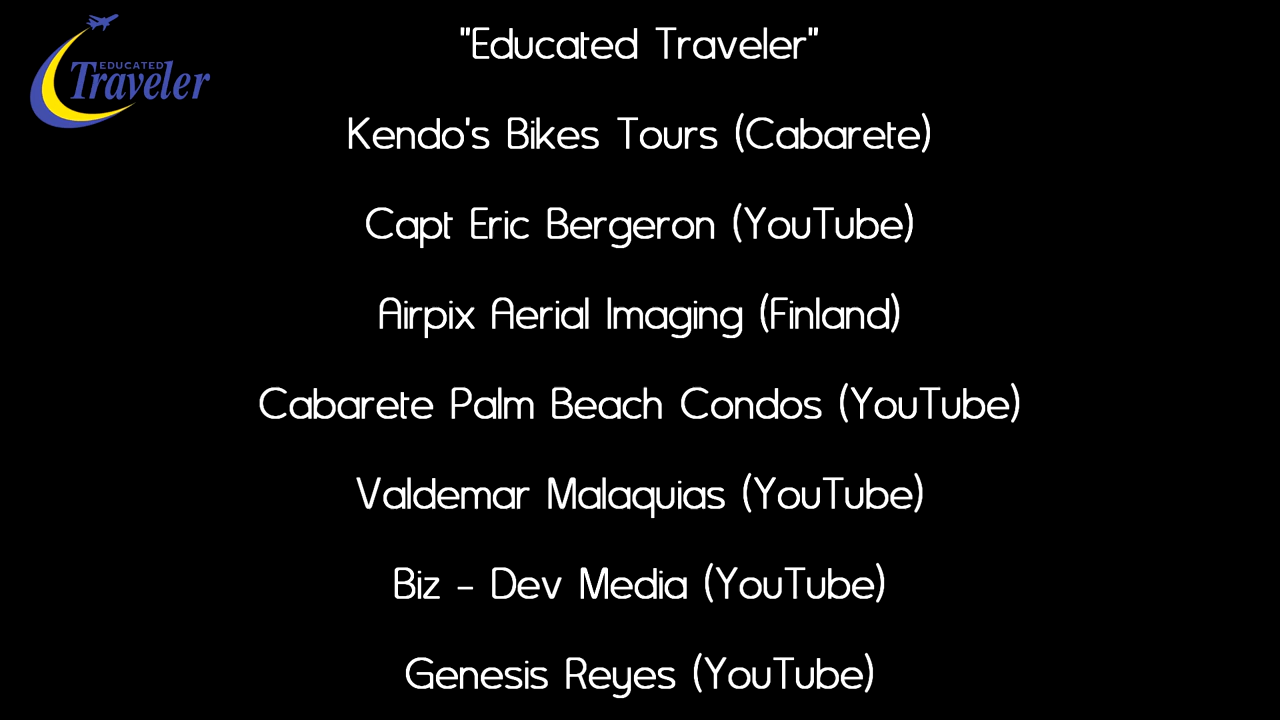 EDUCATED
Traveler
"Educated Traveler"
Kendo's Bikes Tours (Cabarete)
Capt Eric Bergeron (YouTube)
Airpix Aerial Imaging (Finland)
Cabarete Palm Beach Condos (YouTube)
Valdemar Malaquias (YouTube)
Biz - Dev Media (YouTube)
Genesis Reyes (YouTube)